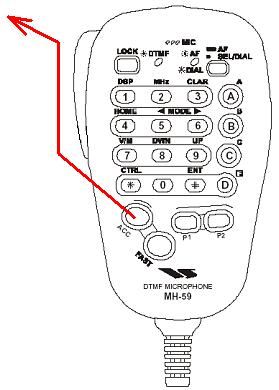 MIC
LOCK DTMF AF AF
SEL/DIAL
DIAL
DSP MHz CLAR A
1 2 3 A
HOME ◀ MODE ▶ B
4 5 6 B
V/M DWN UP C
7 8 9 C
CTRL ENT F
* 0 # D
ACC P1 P2
FAST
DTMF MICROPHONE
MH-59